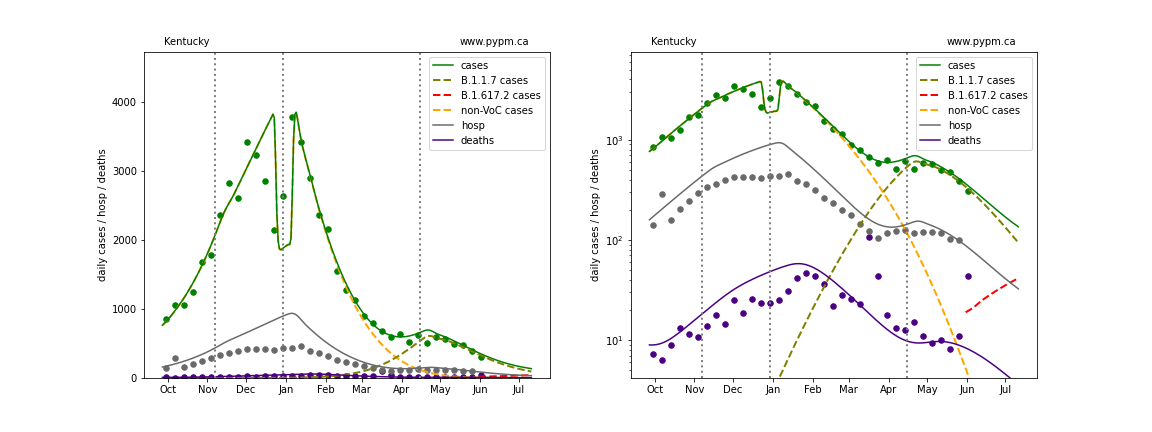 Kentucky www.pypm.ca
4000
3000
2000
1000
0
daily cases / hosp / deaths
cases
B.1.1.7 cases
B.1.617.2 cases
non-VoC cases
hosp
deaths
Oct Nov Dec Jan Feb Mar Apr May Jun Jul
Kentucky www.pypm.ca
10³
10²
10¹
daily cases / hosp / deaths
cases
B.1.1.7 cases
B.1.617.2 cases
non-VoC cases
hosp
deaths
Oct Nov Dec Jan Feb Mar Apr May Jun Jul